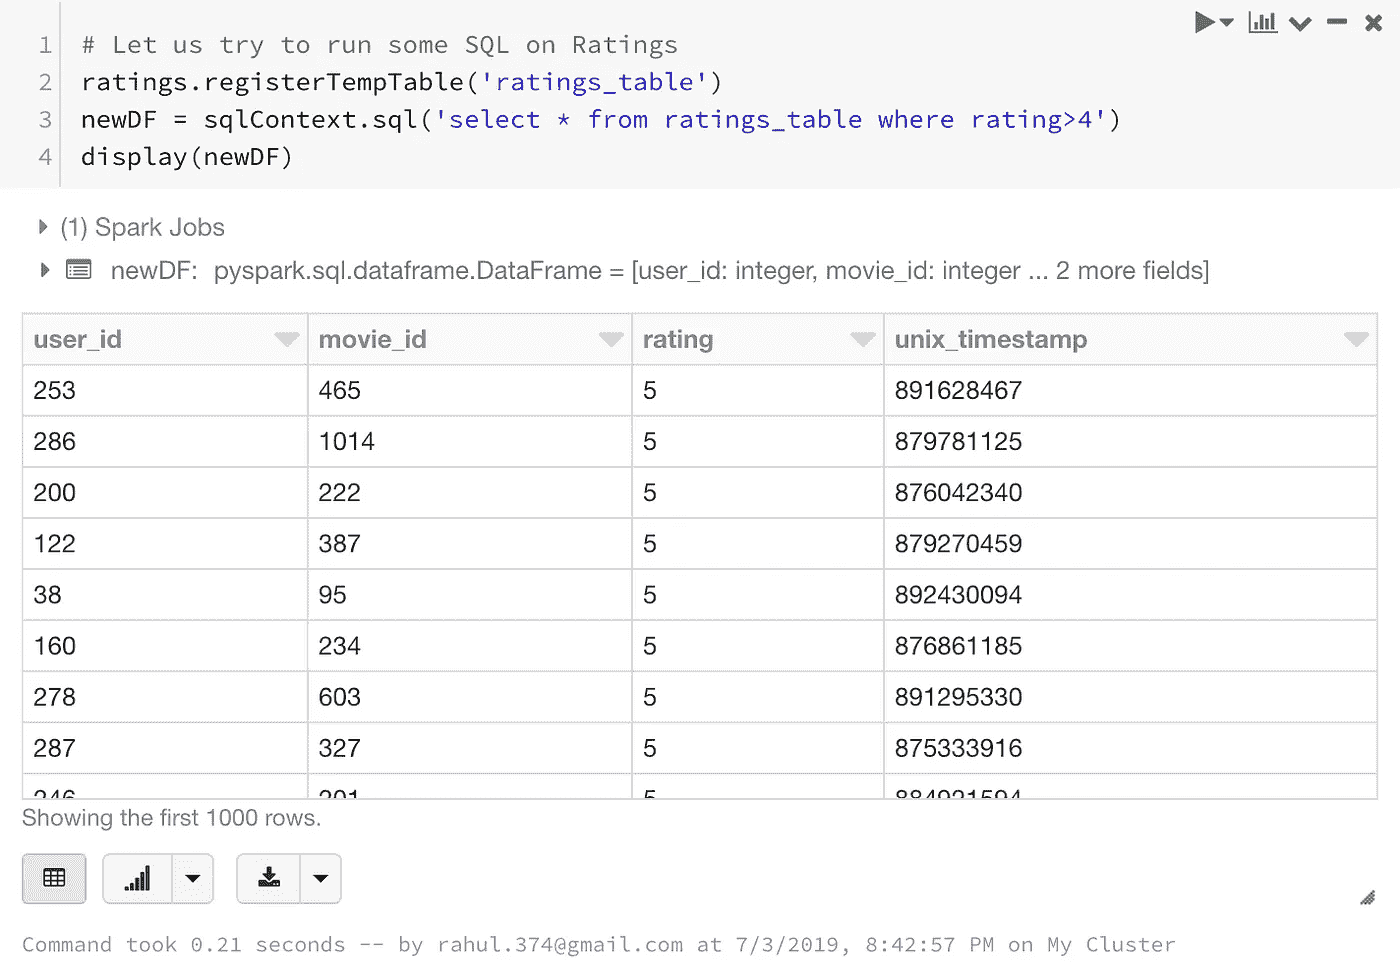 1 # Let us try to run some SQL on Ratings
2 ratings.registerTempTable('ratings_table')
3 newDF = sqlContext.sql('select * from ratings_table where rating>4')
4 display(newDF)
(1) Spark Jobs
newDF: pyspark.sql.dataframe.DataFrame = [user_id: integer, movie_id: integer ... 2 more fields]
user_id movie_id rating unix_timestamp
253 465 5 891628467
286 1014 5 879781125
200 222 5 876042340
122 387 5 879270459
38 95 5 892430094
160 234 5 876861185
278 603 5 891295330
287 327 5 875333916
Showing the first 1000 rows.
Command took 0.21 seconds -- by rahul.374@gmail.com at 7/3/2019, 8:42:57 PM on My Cluster